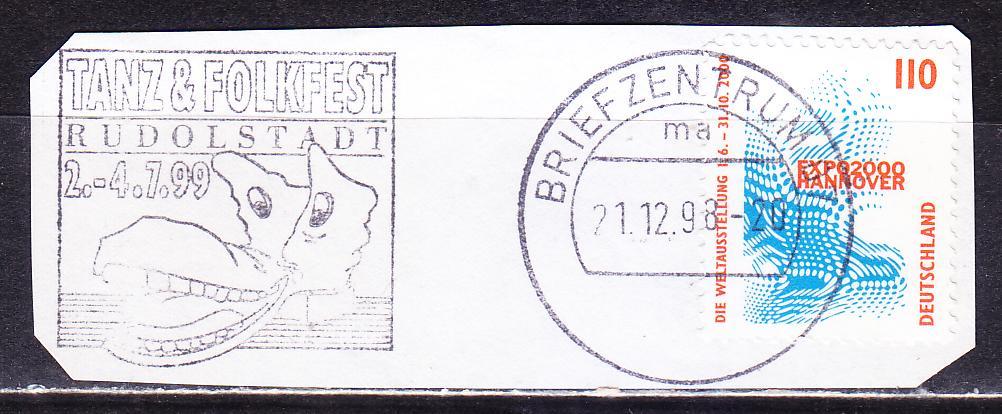 TANZ & FOLKFEST
RUDOLSTADT
2.-4.7.99
BRIEFZENTRUM
ma
21.12.98-20
110
EXPO2000
HANNOVER
DIE WELTAUSSTELLUNG 1.6. – 31.10. 2000
DEUTSCHLAND